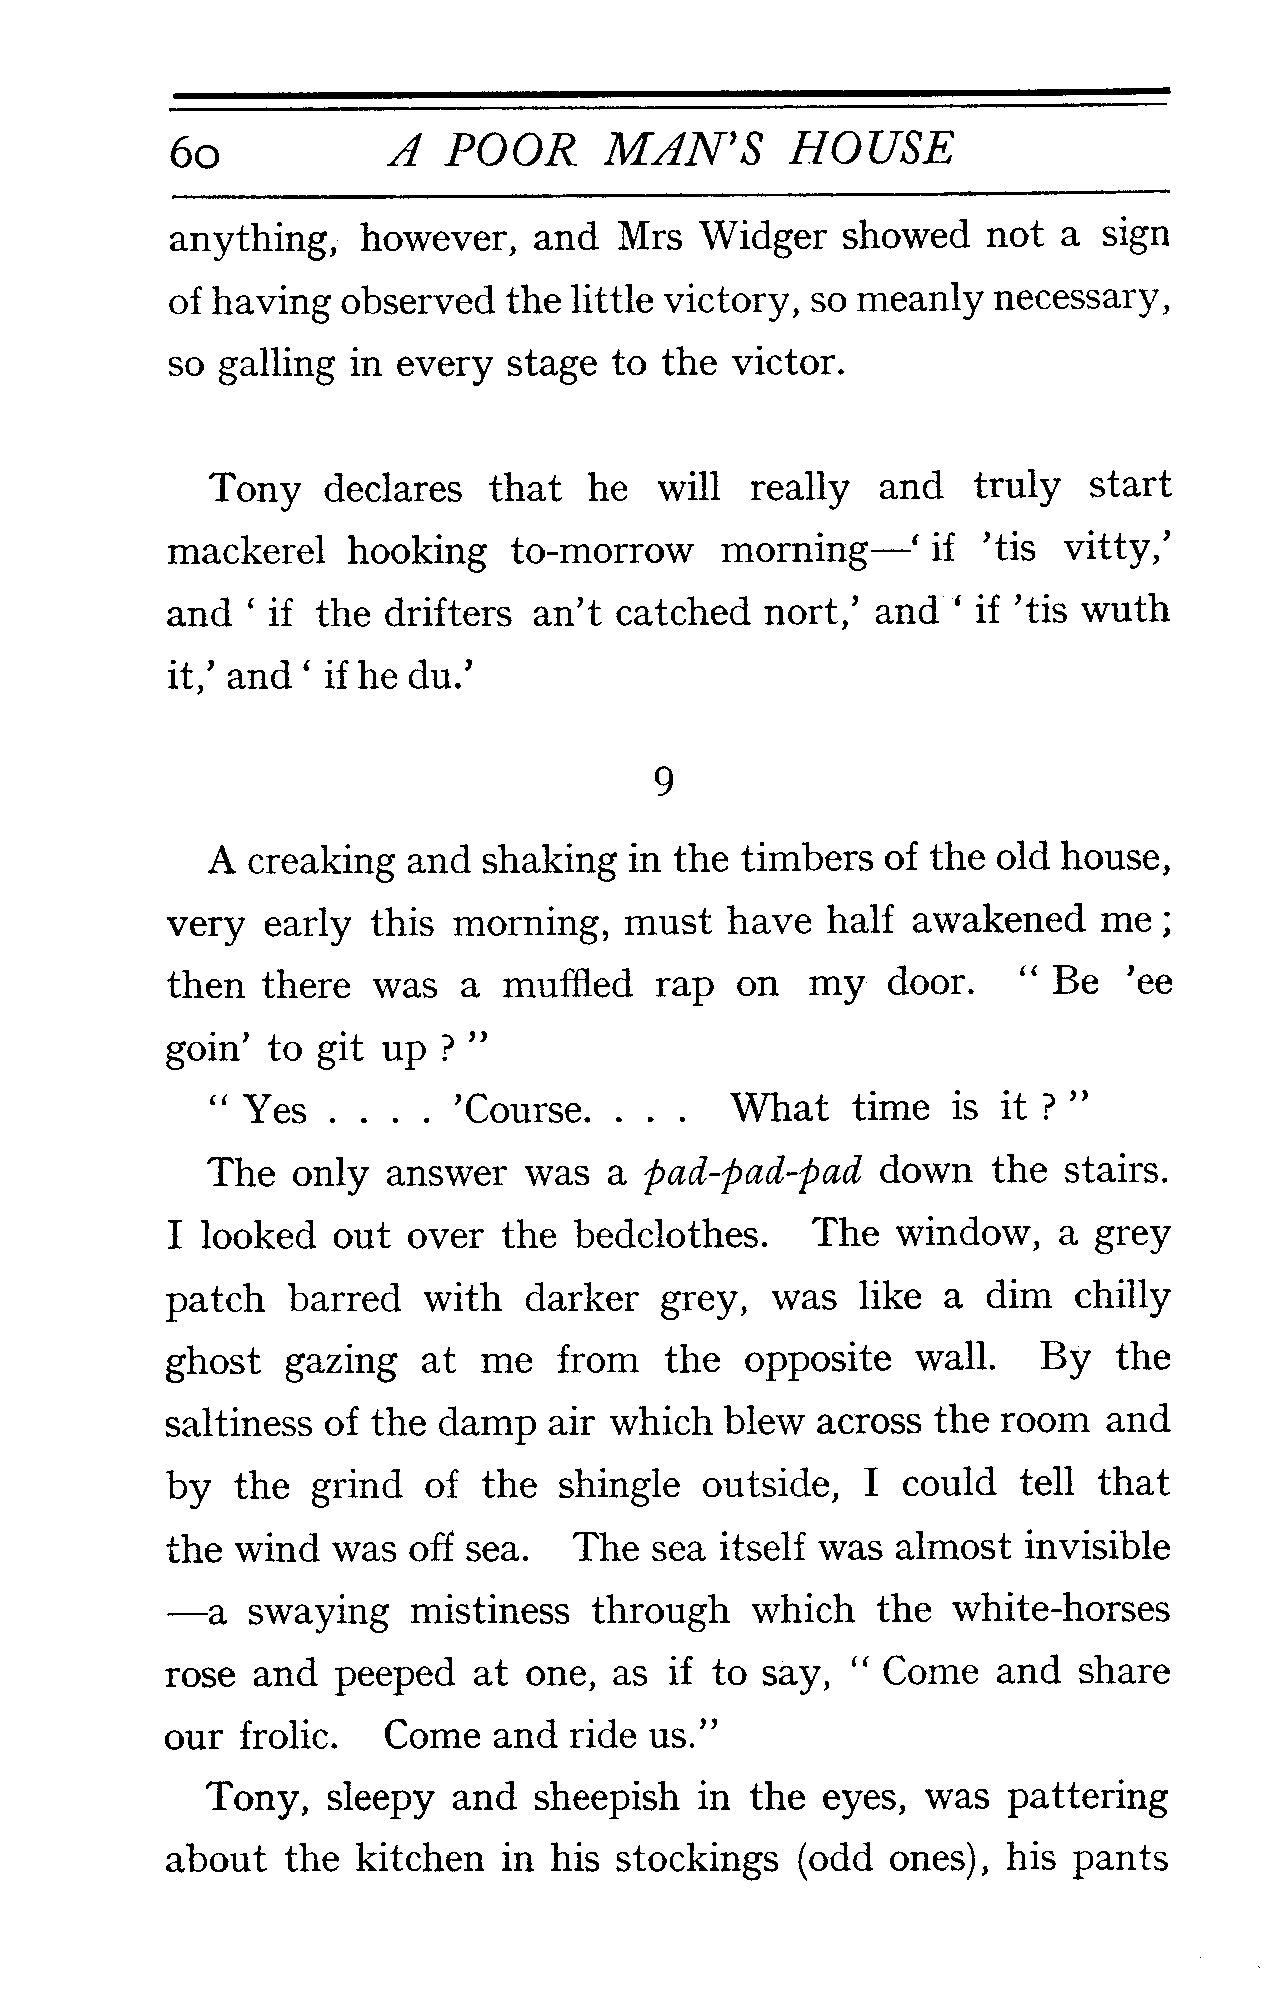 60 A POOR MAN'S HOUSE
anything, however, and Mrs Widger showed not a sign
of having observed the little victory, so meanly necessary,
so galling in every stage to the victor.
Tony declares that he will really and truly start
mackerel hooking to-morrow morning—‘ if ’tis vitty,’
and ‘ if the drifters an’t catched nort,’ and ‘ if ’tis wuth
it,’ and ‘ if he du.’
9
A creaking and shaking in the timbers of the old house,
very early this morning, must have half awakened me ;
then there was a muffled rap on my door. “ Be ’ee
goin’ to git up ? ”
“ Yes . . . . ’Course. . . . What time is it ? ”
The only answer was a pad-pad-pad down the stairs.
I looked out over the bedclothes. The window, a grey
patch barred with darker grey, was like a dim chilly
ghost gazing at me from the opposite wall. By the
saltiness of the damp air which blew across the room and
by the grind of the shingle outside, I could tell that
the wind was off sea. The sea itself was almost invisible
—a swaying mistiness through which the white-horses
rose and peeped at one, as if to say, “ Come and share
our frolic. Come and ride us.”
Tony, sleepy and sheepish in the eyes, was pattering
about the kitchen in his stockings (odd ones), his pants